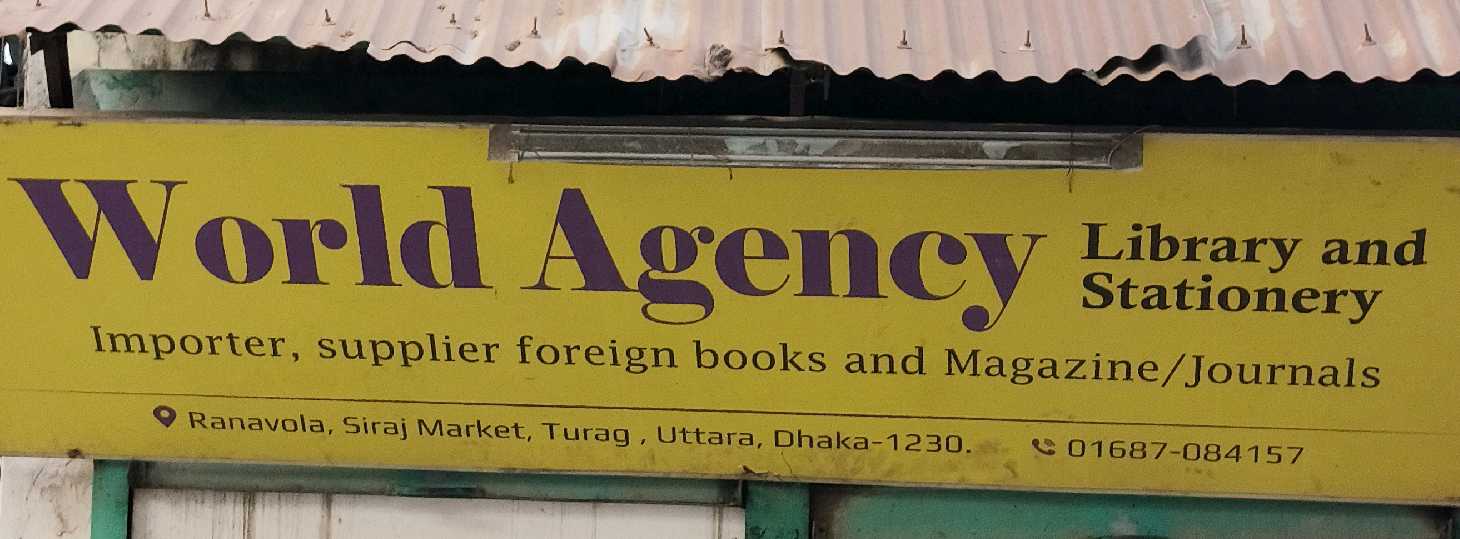 World Agency Library and
Stationery
Importer, supplier foreign books and Magazine/Journals
Ranavola, Siraj Market, Turag , Uttara, Dhaka-1230. 01687-084157